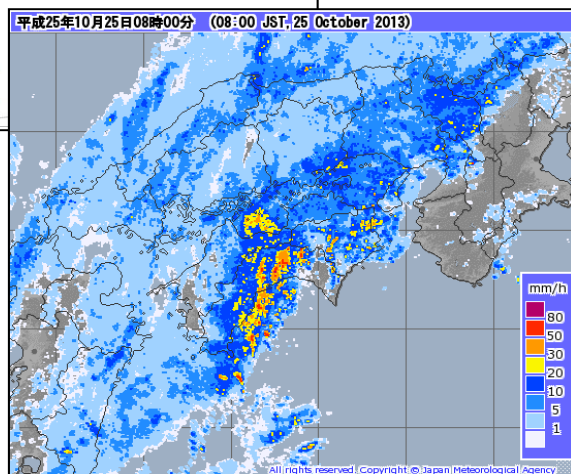 平成25年10月25日08時00分 (08:00 JST,25 October 2013)
mm/h
80
50
30
20
10
5
1
All rights reserved. Copyright © Japan Meteorological Agency